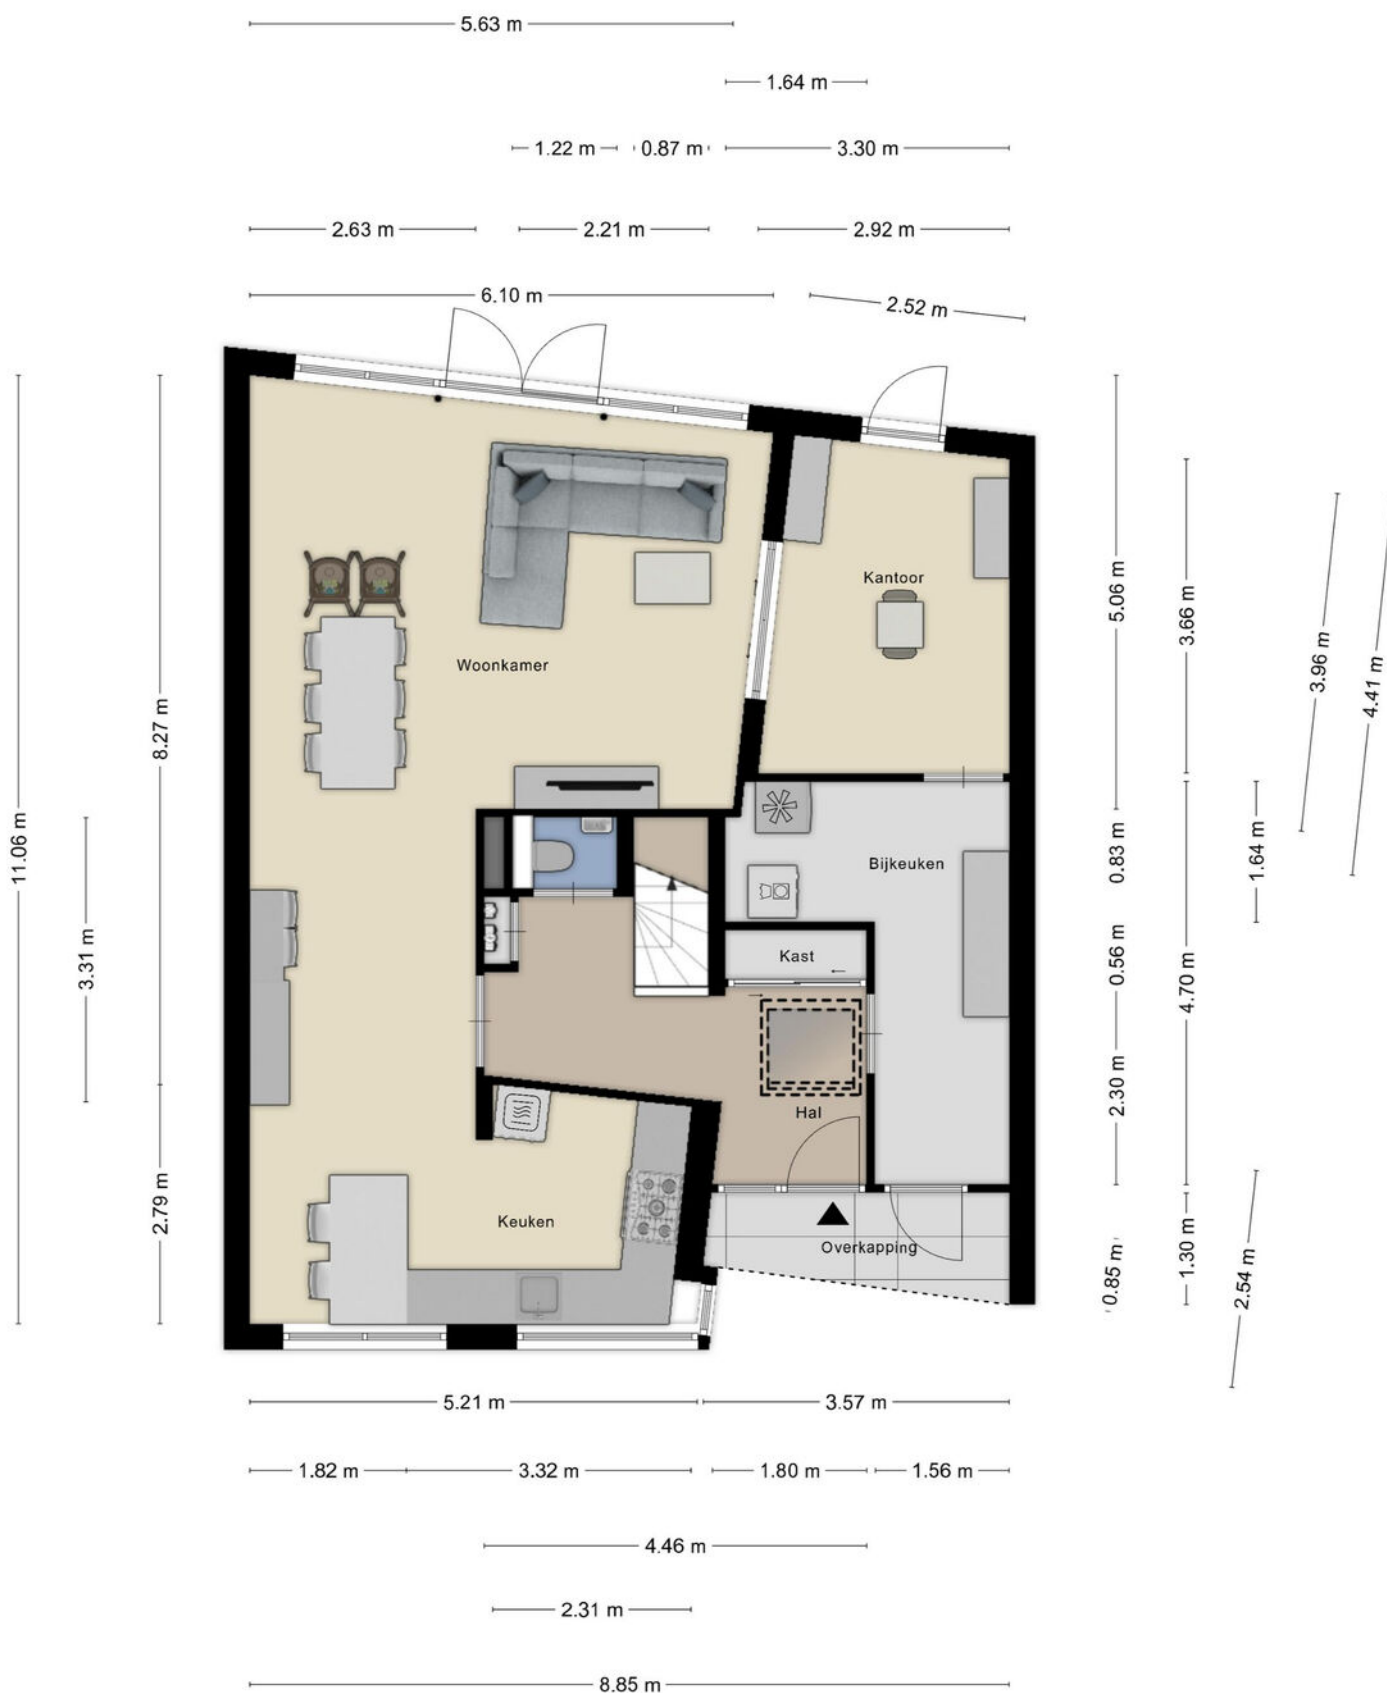 5.63 m
1.64 m
1.22 m
0.87 m
3.30 m
2.63 m
2.21 m
2.92 m
6.10 m
2.52 m
Kantoor
Woonkamer
5.06 m
3.66 m
3.96 m
4.41 m
8.27 m
11.06 m
3.31 m
Bijkeuken
0.83 m
1.64 m
Kast
0.56 m
4.70 m
2.30 m
Hal
Keuken
Overkapping
2.79 m
0.85 m
1.30 m
2.54 m
5.21 m
3.57 m
1.82 m
3.32 m
1.80 m
1.56 m
4.46 m
2.31 m
8.85 m